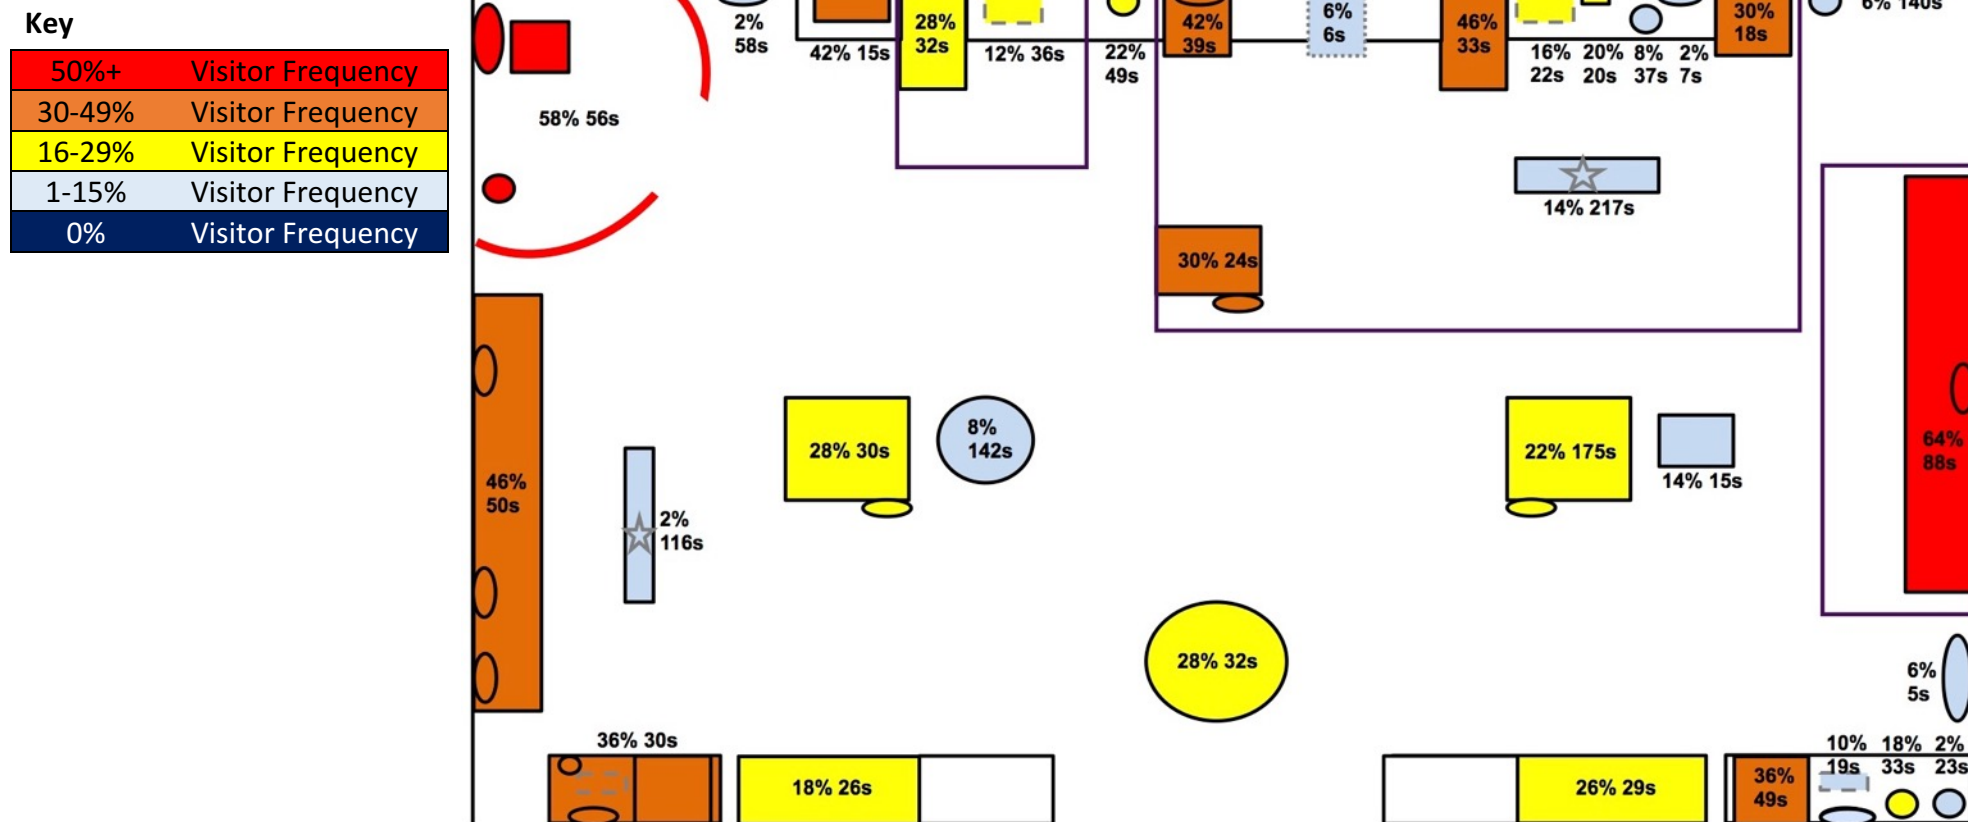 Key
50%+ Visitor Frequency
30-49% Visitor Frequency
16-29% Visitor Frequency
1-15% Visitor Frequency
0% Visitor Frequency
2%
58s
42% 15s
28%
32s
12% 36s
22%
49s
42%
39s
6%
6s
46%
33s
16%
22s
20%
20s
8%
37s
2%
7s
30%
18s
6% 140s
58% 56s
14% 217s
30% 24s
46%
50s
2%
116s
28% 30s
8%
142s
22% 175s
14% 15s
64%
88s
28% 32s
6%
5s
36% 30s
18% 26s
26% 29s
36%
49s
10%
19s
18%
33s
2%
23s